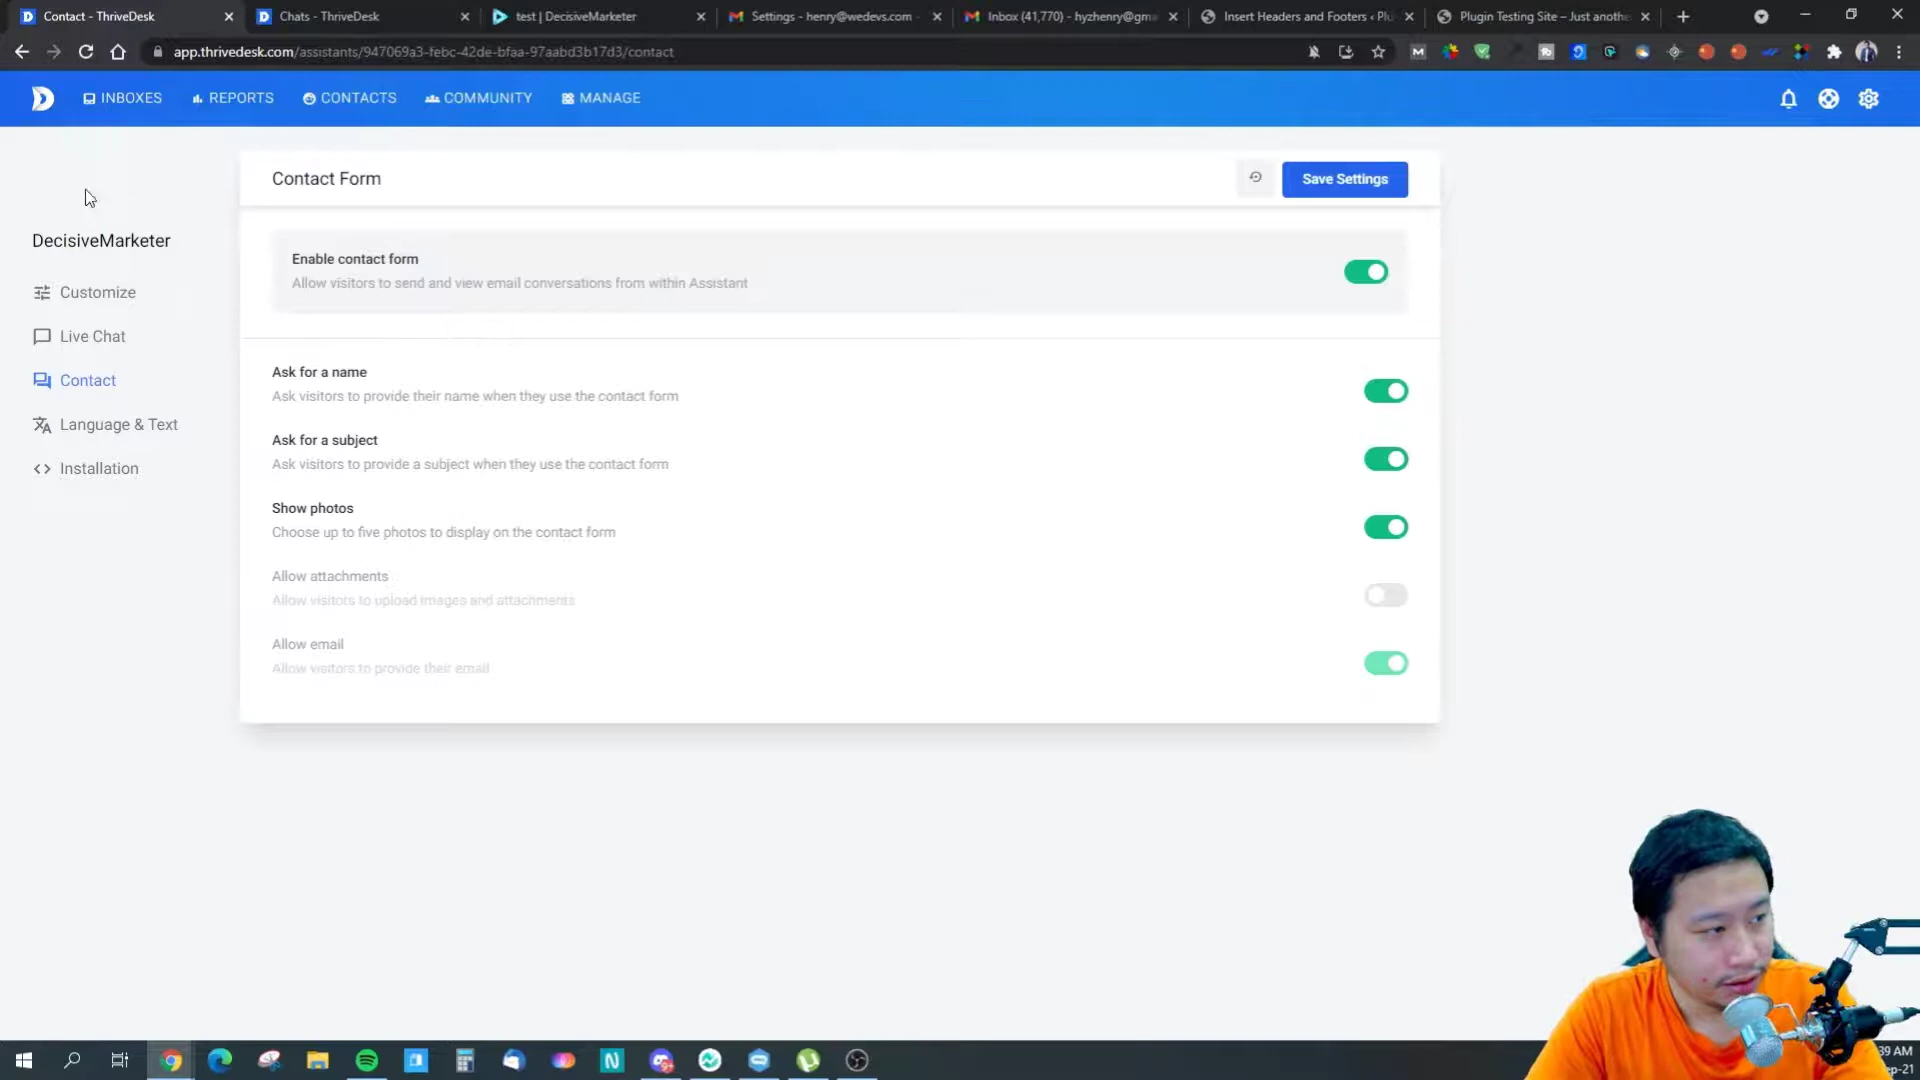 Contact - ThriveDesk
Chats - ThriveDesk
test | DecisiveMarketer
Settings - henry@wedevs.com -
Inbox (41,770) - hyzhenry@gm
Insert Headers and Footers ‹ Plu
Plugin Testing Site – Just anothe
app.thrivedesk.com/assistants/947069a3-febc-42de-bfaa-97aabd3b17d3/contact
INBOXES
REPORTS
CONTACTS
COMMUNITY
MANAGE
DecisiveMarketer
Customize
Live Chat
Contact
Language & Text
Installation
Contact Form
Save Settings
Enable contact form
Allow visitors to send and view email conversations from within Assistant
Ask for a name
Ask visitors to provide their name when they use the contact form
Ask for a subject
Ask visitors to provide a subject when they use the contact form
Show photos
Choose up to five photos to display on the contact form
Allow attachments
Allow visitors to upload images and attachments
Allow email
Allow visitors to provide their email
39 AM
ep-21